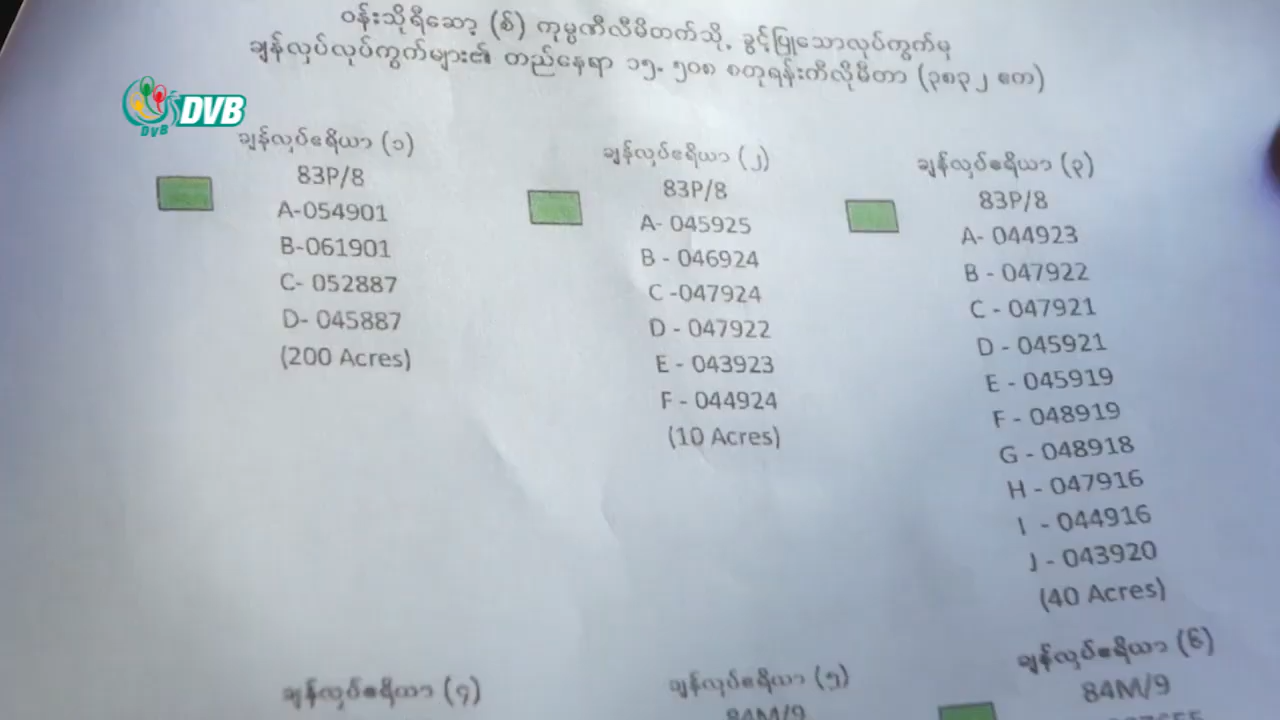 ဝန်းသိုရီဆော့ (စ်) ကုမ္ပဏီလီမိတက်သို့ ခွင့်ပြုသောလုပ်ကွက်မှ
ချန်လှပ်လုပ်ကွက်များ၏ တည်နေရာ ၁၅.၅၀၈ စတုရန်းကီလိုမီတာ (၃၈၃၂ ဧက)
DVB
DVB
ချန်လှပ်ဧရိယာ (၁)
83P/8
A-054901
B-061901
C- 052887
D- 045887
(200 Acres)
ချန်လှပ်ဧရိယာ (၂)
83P/8
A- 045925
B - 046924
C -047924
D - 047922
E - 043923
F - 044924
(10 Acres)
ချန်လှပ်ဧရိယာ (၃)
83P/8
A- 044923
B - 047922
C - 047921
D - 045921
E - 045919
F - 048919
G - 048918
H - 047916
I - 044916
J - 043920
(40 Acres)
ချန်လှပ်ဧရိယာ (၄)
ချန်လှပ်ဧရိယာ (၅)
84M/9
ချန်လှပ်ဧရိယာ (၆)
84M/9